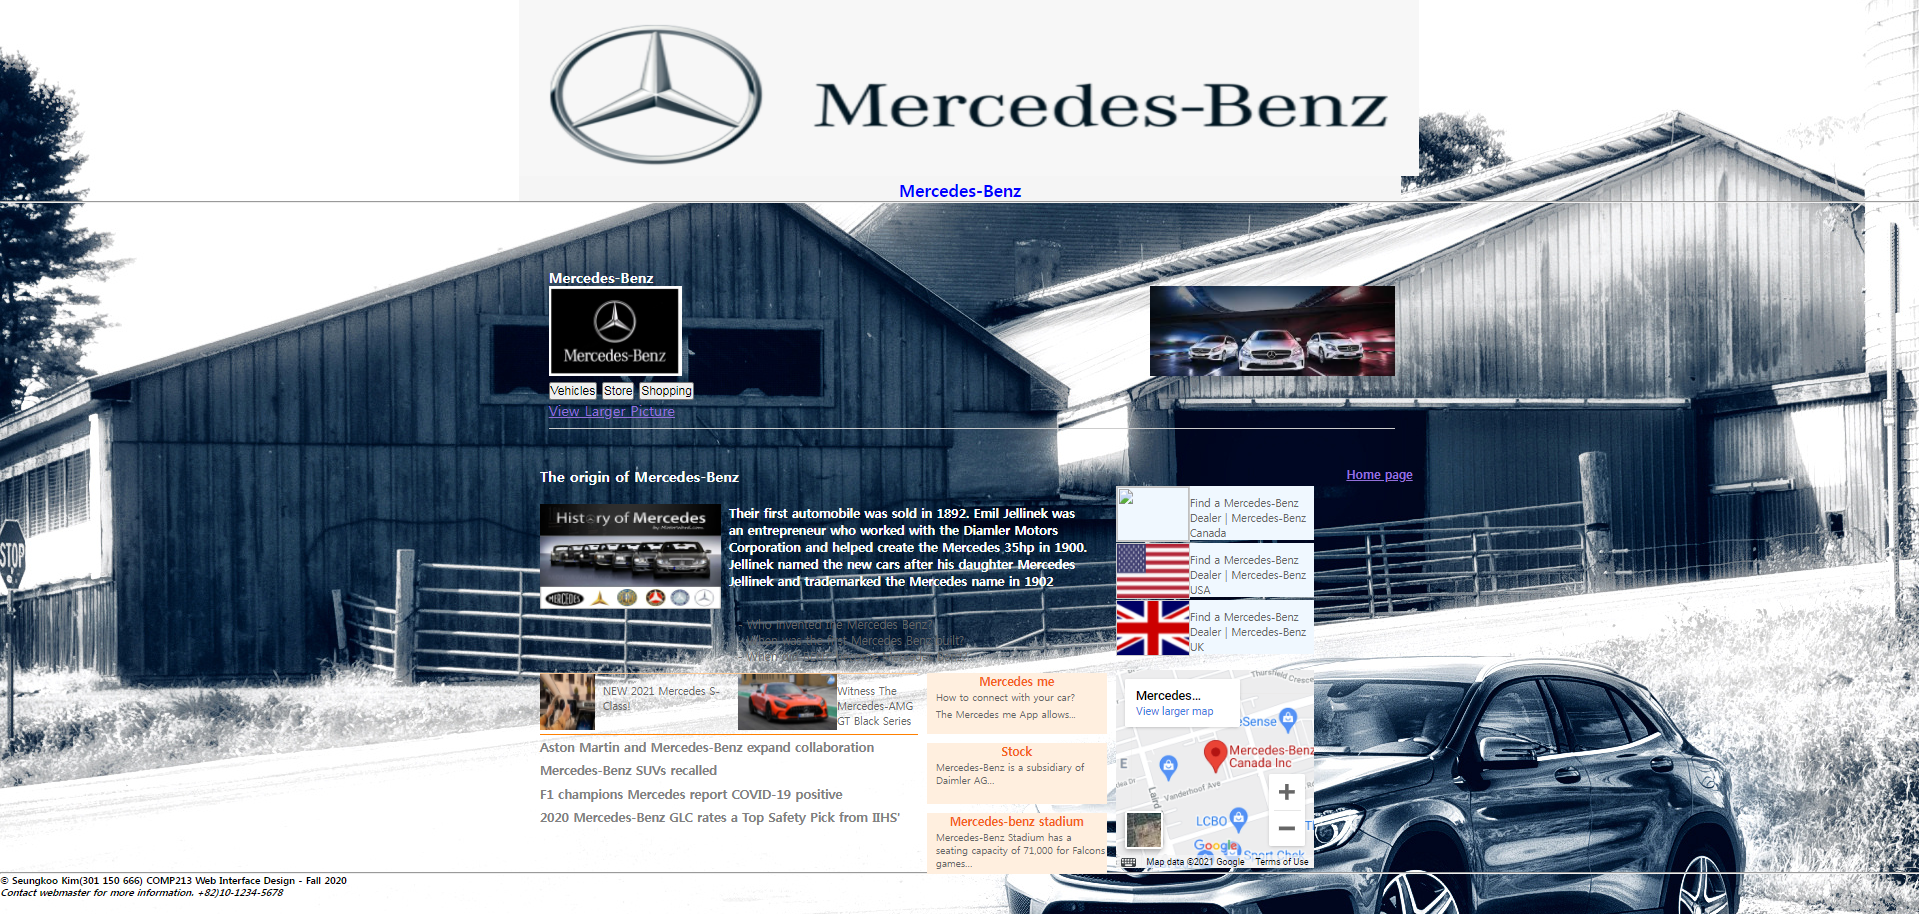 Mercedes-Benz
Mercedes-Benz
Mercedes-Benz
Mercedes-Benz
Vehicles Store Shopping
View Larger Picture
The origin of Mercedes-Benz
Home page
History of Mercedes
MERCEDES
Their first automobile was sold in 1892. Emil Jellinek was
an entrepreneur who worked with the Diamler Motors
Corporation and helped create the Mercedes 35hp in 1900.
Jellinek named the new cars after his daughter Mercedes
Jellinek and trademarked the Mercedes name in 1902
Who invented the Mercedes Benz?
When was the first Mercedes Benz built?
Find a Mercedes-Benz
Dealer | Mercedes-Benz
Canada
Find a Mercedes-Benz
Dealer | Mercedes-Benz
USA
Find a Mercedes-Benz
Dealer | Mercedes-Benz
UK
STOP
NEW 2021 Mercedes S-
Class!
Witness The
Mercedes-AMG
GT Black Series
Aston Martin and Mercedes-Benz expand collaboration
Mercedes-Benz SUVs recalled
F1 champions Mercedes report COVID-19 positive
2020 Mercedes-Benz GLC rates a Top Safety Pick from IIHS'
Mercedes me
How to connect with your car?
The Mercedes me App allows...
Stock
Mercedes-Benz is a subsidiary of
Daimler AG...
Mercedes-benz stadium
Mercedes-Benz Stadium has a
seating capacity of 71,000 for Falcons
games...
Thursfield Cresce
Mercedes...
View larger map
eSense
Mercedes-Benz
Canada Inc
E
Vanderhoof Ave
Laird
LCBO
Google
Map data ©2021 Google Terms of Use
© Seungkoo Kim(301 150 666) COMP213 Web Interface Design - Fall 2020
Contact webmaster for more information. +82)10-1234-5678